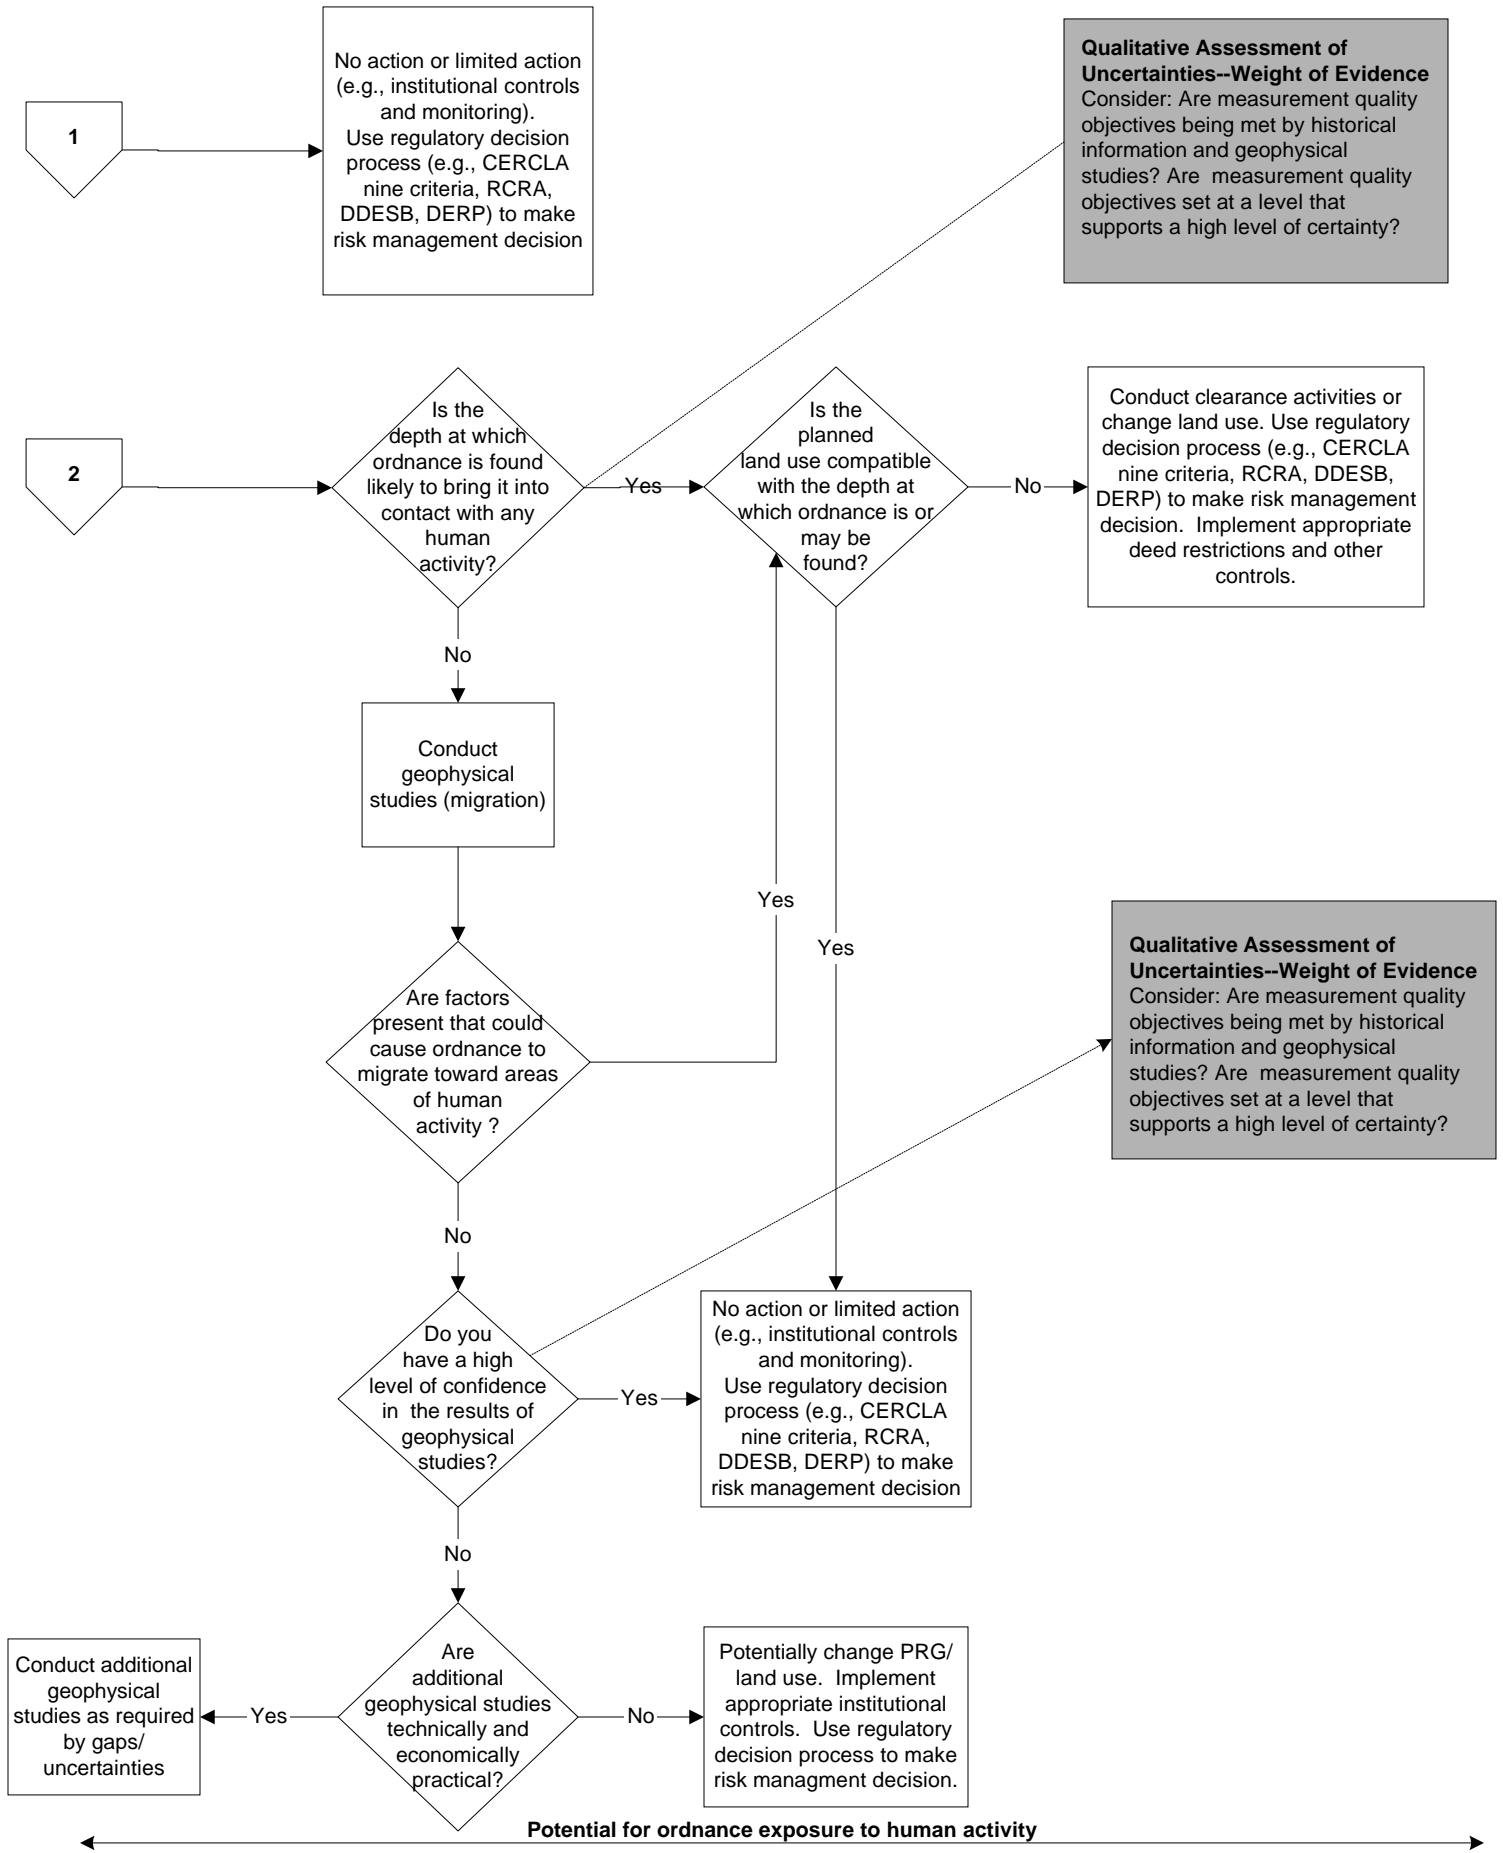 1
No action or limited action
(e.g., institutional controls
and monitoring).
Use regulatory decision
process (e.g., CERCLA
nine criteria, RCRA,
DDESB, DERP) to make
risk management decision
Qualitative Assessment of
Uncertainties--Weight of Evidence
Consider: Are measurement quality
objectives being met by historical
information and geophysical
studies? Are  measurement quality
objectives set at a level that
supports a high level of certainty?
2
Is the
depth at which
ordnance is found
likely to bring it into
contact with any
human
activity?
Yes
Is the
planned
land use compatible
with the depth at
which ordnance is or
may be
found?
No
Conduct clearance activities or
change land use. Use regulatory
decision process (e.g., CERCLA
nine criteria, RCRA, DDESB,
DERP) to make risk management
decision.  Implement appropriate
deed restrictions and other
controls.
No
Conduct
geophysical
studies (migration)
Yes
Yes
Are factors
present that could
cause ordnance to
migrate toward areas
of human
activity ?
Qualitative Assessment of
Uncertainties--Weight of Evidence
Consider: Are measurement quality
objectives being met by historical
information and geophysical
studies? Are  measurement quality
objectives set at a level that
supports a high level of certainty?
No
Do you
have a high
level of confidence
in  the results of
geophysical
studies?
Yes
No action or limited action
(e.g., institutional controls
and monitoring).
Use regulatory decision
process (e.g., CERCLA
nine criteria, RCRA,
DDESB, DERP) to make
risk management decision
No
Conduct additional
geophysical
studies as required
by gaps/
uncertainties
Yes
Are
additional
geophysical studies
technically and
economically
practical?
No
Potentially change PRG/
land use.  Implement
appropriate institutional
controls.  Use regulatory
decision process to make
risk managment decision.
Potential for ordnance exposure to human activity